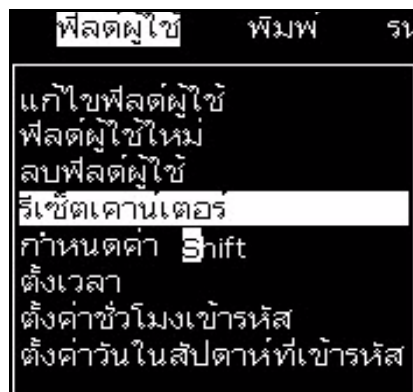 ฟิลด์ผู้ใช้ พิมพ์
แก้ไขฟิลด์ผู้ใช้
ฟิลด์ผู้ใช้ใหม่
ลบฟิลด์ผู้ใช้
รีเซ็ตเคาน์เตอร์
กำหนดค่า Shift
ตั้งเวลา
ตั้งค่าชั่วโมงเข้ารหัส
ตั้งค่าวันในสัปดาห์ที่เข้ารหัส